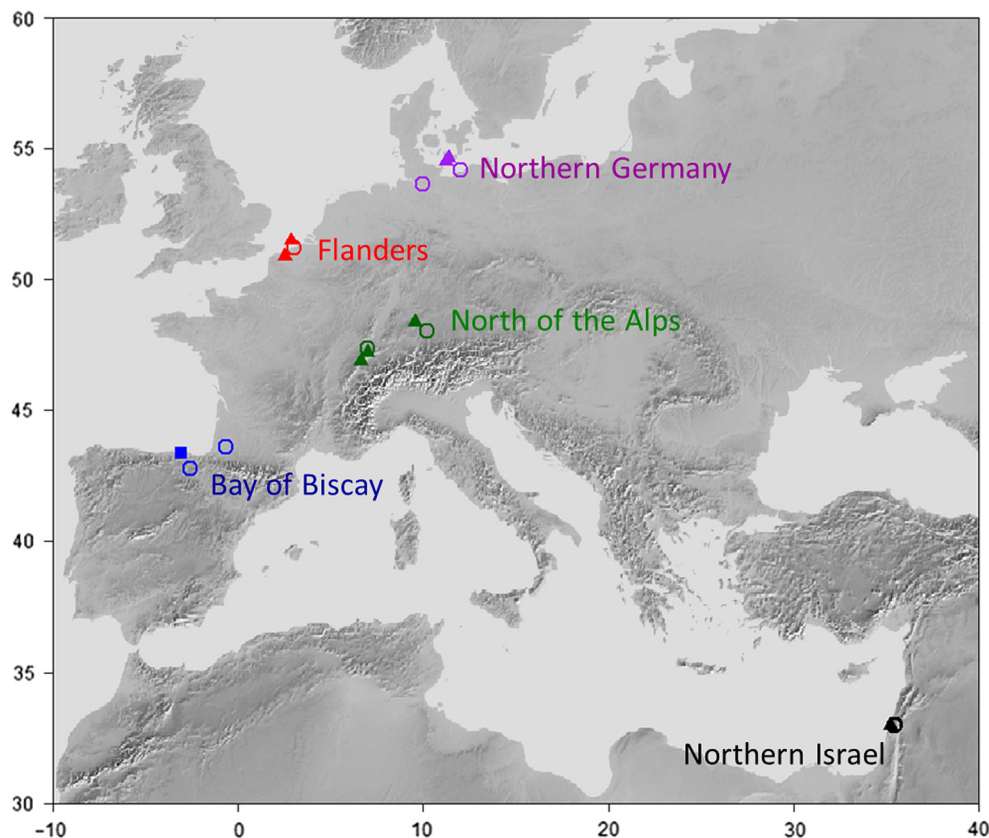 60
55
Northern Germany
Flanders
50
North of the Alps
45
Bay of Biscay
40
35
Northern Israel
30
-10 0 10 20 30 40